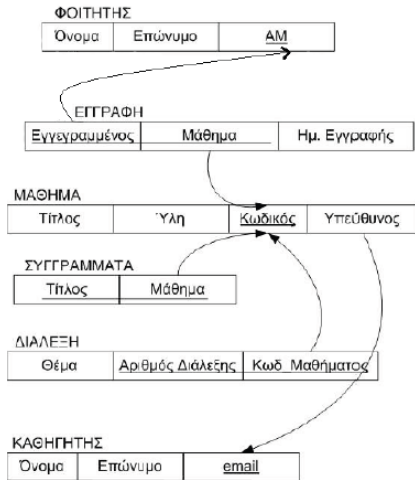 ΦΟΙΤΗΤΗΣ
Όνομα Επώνυμο ΑΜ
ΕΓΓΡΑΦΗ
Εγγεγραμμένος Μάθημα Ημ. Εγγραφής
ΜΑΘΗΜΑ
Τίτλος Ύλη Κωδικός Υπεύθυνος
ΣΥΓΓΡΑΜΜΑΤΑ
Τίτλος Μάθημα
ΔΙΑΛΕΞΗ
Θέμα Αριθμός Διάλεξης Κωδ_Μαθήματος
ΚΑΘΗΓΗΤΗΣ
Όνομα Επώνυμο email